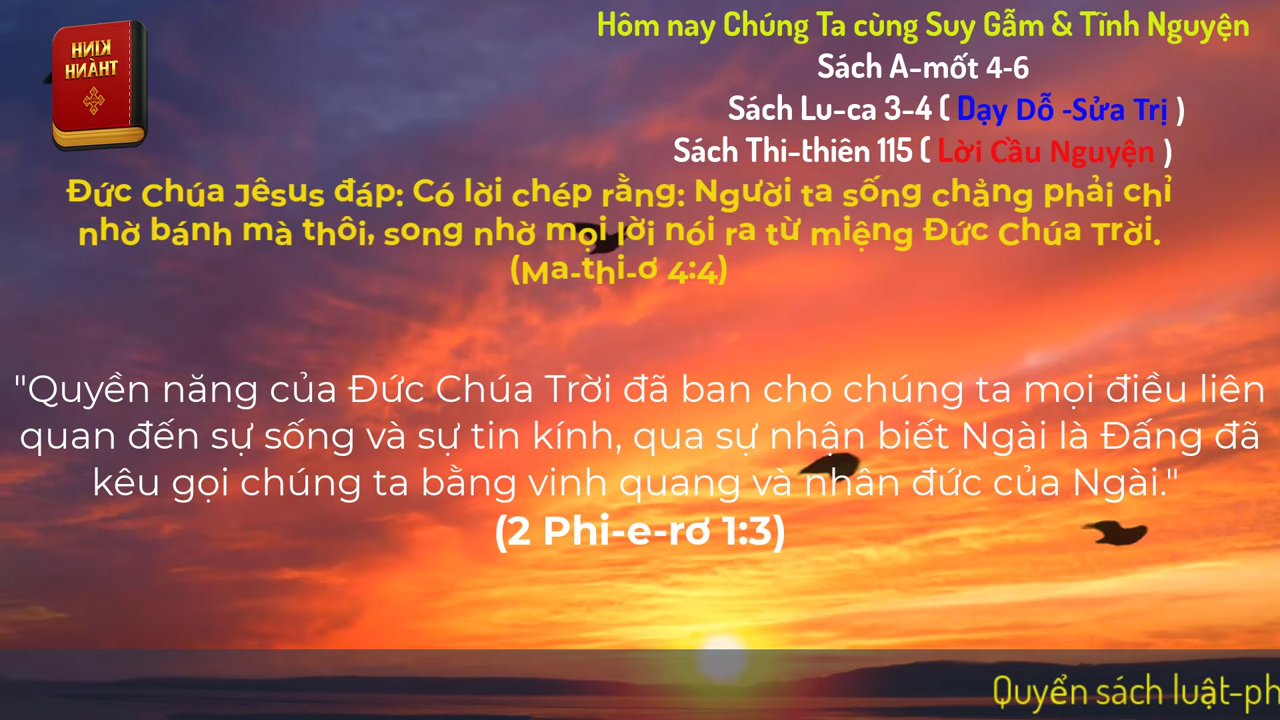 KINH
THÁNH
Hôm nay Chúng Ta cùng Suy Gẫm & Tĩnh Nguyện
Sách A-mốt 4-6
Sách Lu-ca 3-4 ( Dạy Dỗ -Sửa Trị )
Sách Thi-thiên 115 ( Lời Cầu Nguyện )
Đức Chúa Jêsus đáp: Có lời chép rằng: Người ta sống chẳng phải chỉ
nhờ bánh mà thôi, song nhờ mọi lời nói ra từ miệng Đức Chúa Trời.
(Ma-thi-ơ 4:4)
"Quyền năng của Đức Chúa Trời đã ban cho chúng ta mọi điều liên
quan đến sự sống và sự tin kính, qua sự nhận biết Ngài là Đấng đã
kêu gọi chúng ta bằng vinh quang và nhân đức của Ngài."
(2 Phi-e-rơ 1:3)
Quyển sách luật-ph